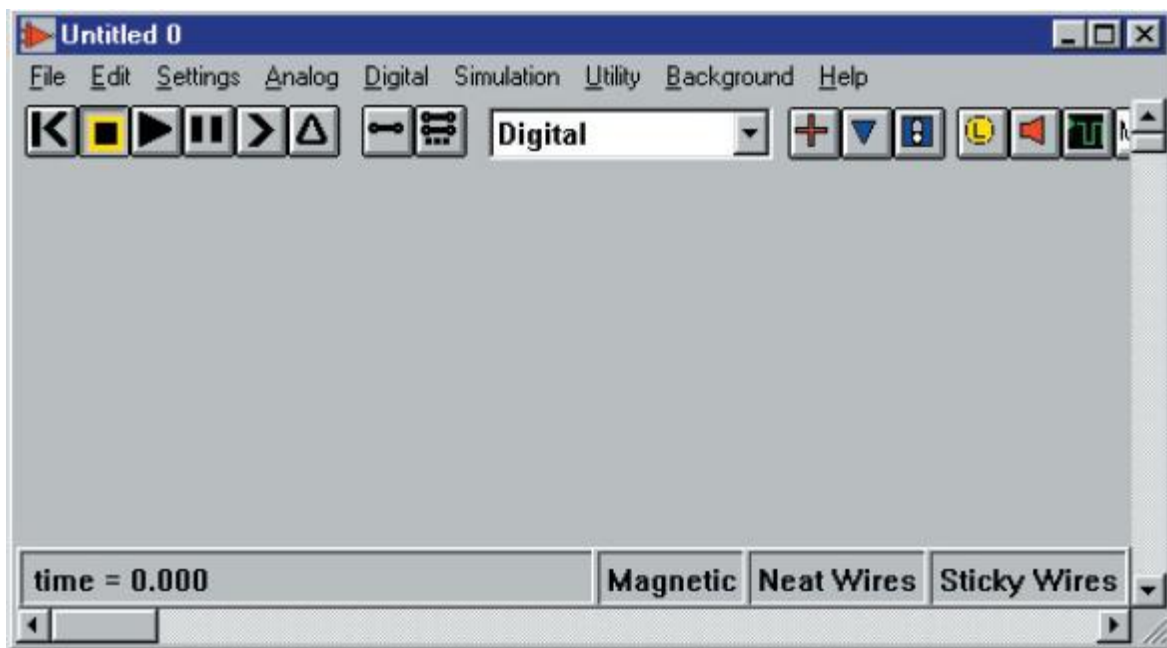 Untitled 0
File Edit Settings Analog Digital Simulation Utility Background Help
Digital L
time = 0.000 Magnetic Neat Wires Sticky Wires